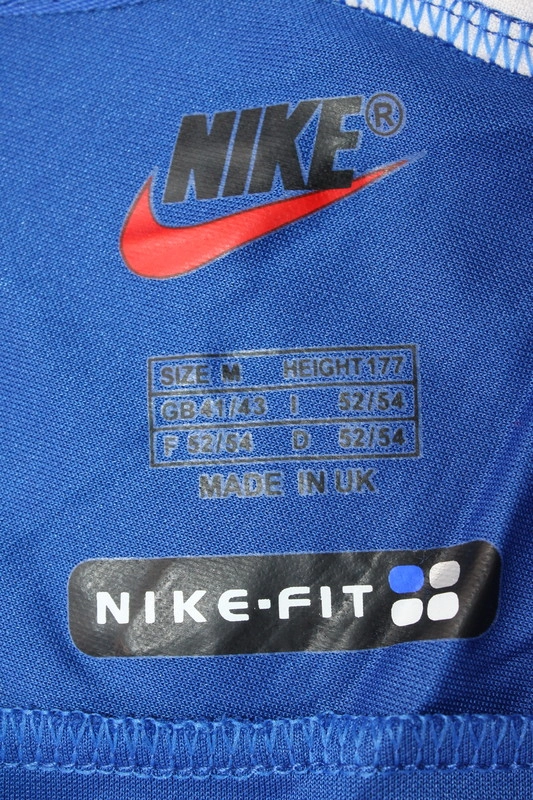 NIKE®
SIZE M HEIGHT 177
GB 41/43 I 52/54
F 52/54 D 52/54
MADE IN UK
NIKE-FIT